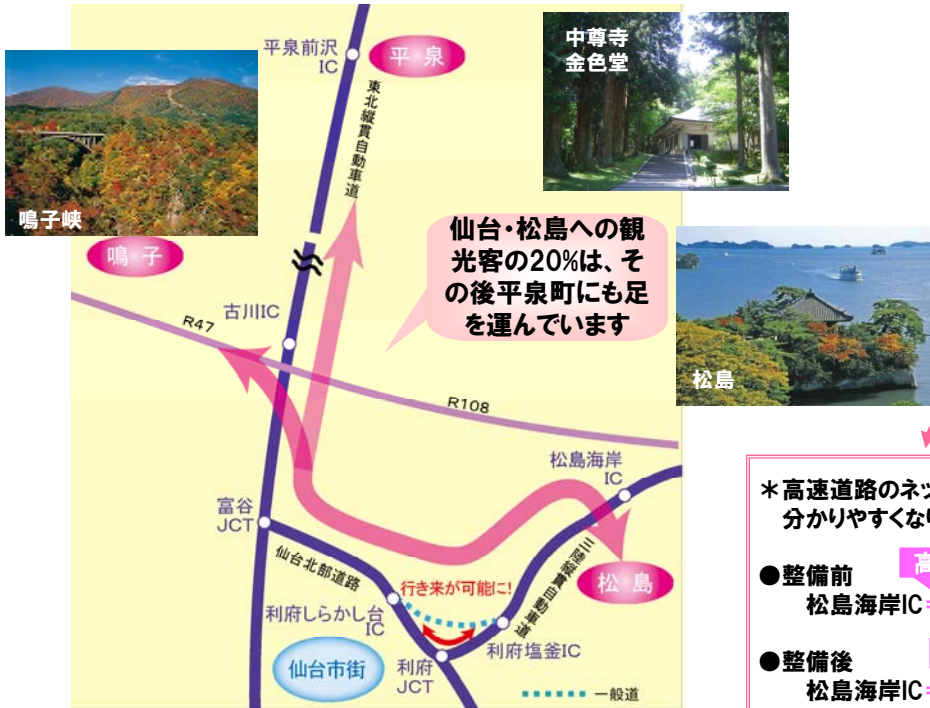 平泉前沢
IC
平 泉
中尊寺
金色堂
東北縦貫自動車道
鳴子峡
鳴 子
仙台・松島への観
光客の20%は、そ
の後平泉町にも足
を運んでいます
古川IC
R47
松島
R108
松島海岸
IC
富谷
JCT
仙台北部道路
行き来が可能に!
三陸縦貫自動車道
松 島
利府しらかし台
IC
利府塩釜IC
仙台市街
利府
JCT
一般道
＊高速道路のネッ
分かりやすくな
●整備前
高
松島海岸IC
●整備後
松島海岸IC